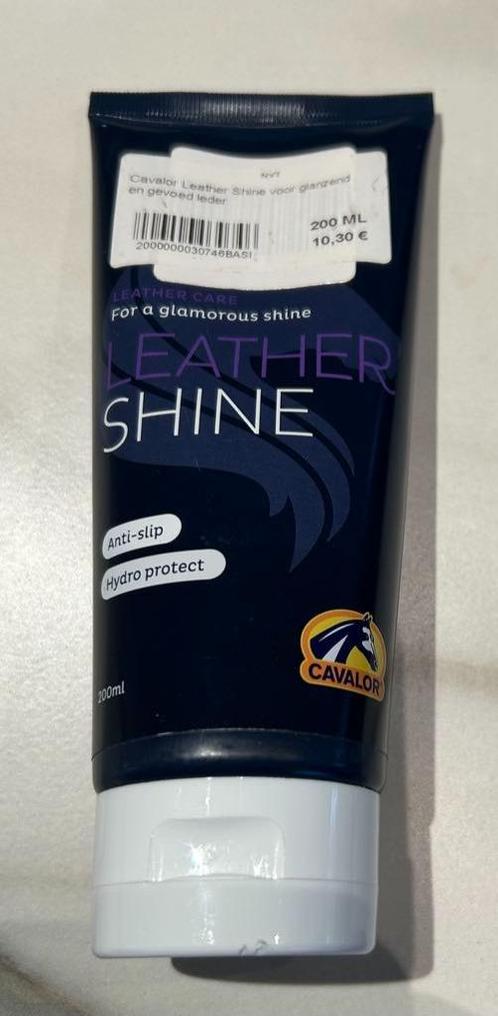 NVT
Cavalor Leather Shine voor glanzend
en gevoed leder
200 ML
2000000030746BASI
10,30 €
LEATHER CARE
For a glamorous shine
LEATHER
SHINE
Anti-slip
Hydro protect
CAVALOR
200ml